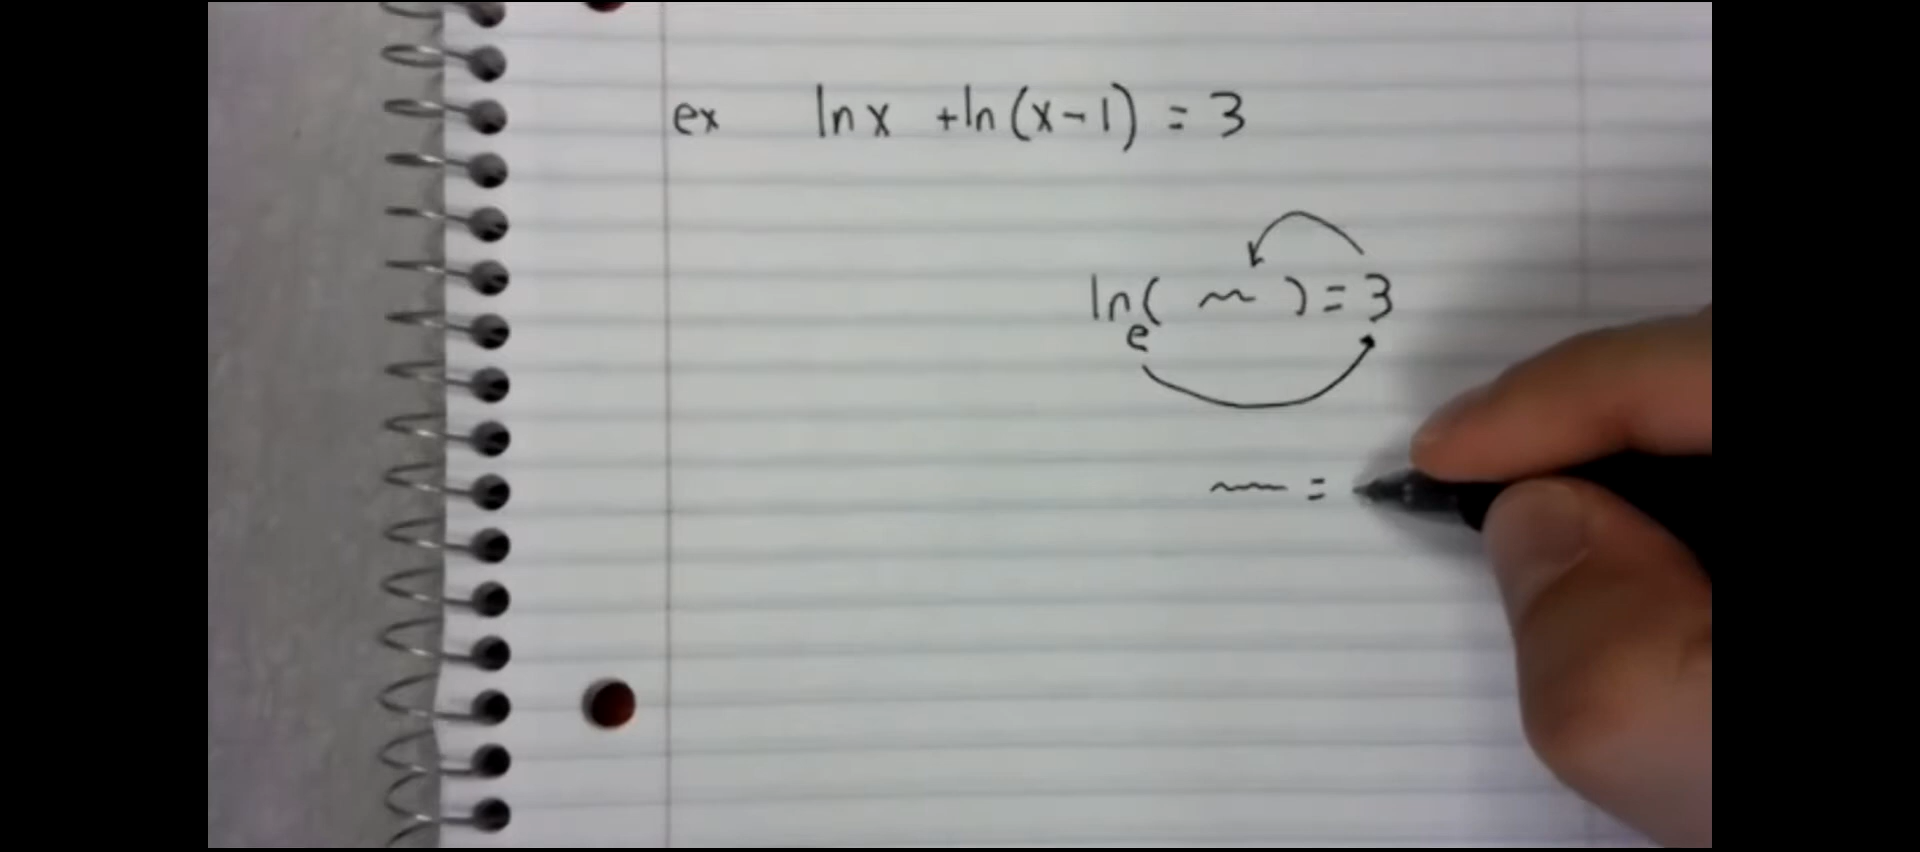 ex ln x + ln (x - 1) = 3
ln e ( ~ ) = 3
~ =